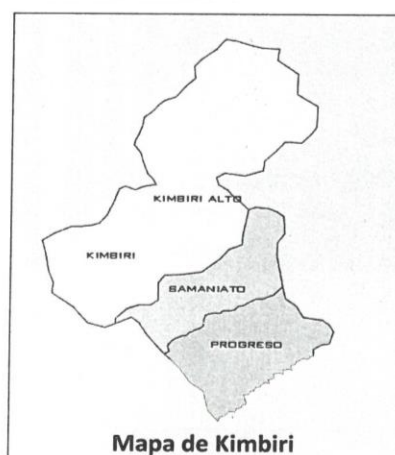 KIMBIRI ALTO
KIMBIRI
SAMANIATO
PROGRESO
Mapa de Kimbiri